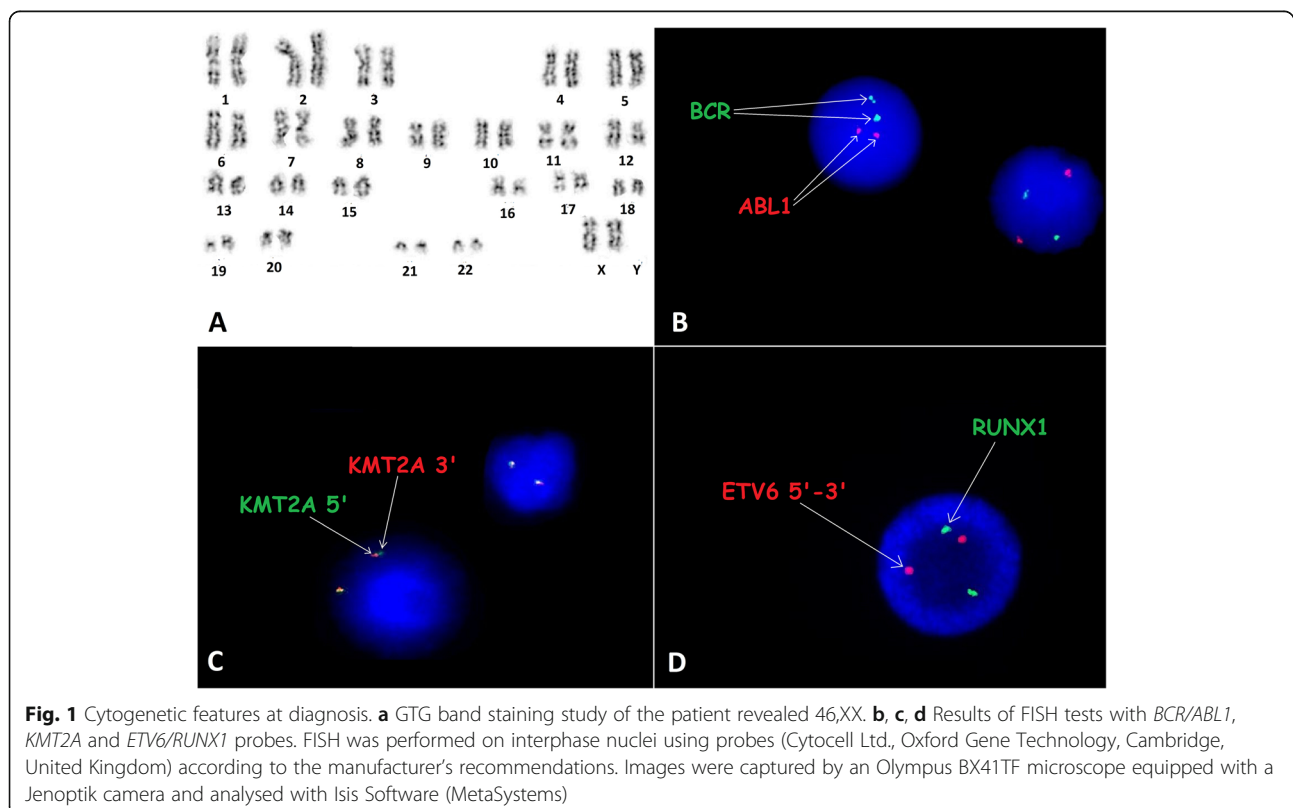 1 2 3 4 5
6 7 8 9 10 11 12
13 14 15 16 17 18
19 20 21 22 X Y
A
BCR
ABL1
B
KMT2A 3'
KMT2A 5'
C
RUNX1
ETV6 5'-3'
D
Fig. 1 Cytogenetic features at diagnosis. a GTG band staining study of the patient revealed 46,XX. b, c, d Results of FISH tests with BCR/ABL1,
KMT2A and ETV6/RUNX1 probes. FISH was performed on interphase nuclei using probes (Cytocell Ltd., Oxford Gene Technology, Cambridge,
United Kingdom) according to the manufacturer's recommendations. Images were captured by an Olympus BX41TF microscope equipped with a
Jenoptik camera and analysed with Isis Software (MetaSystems)